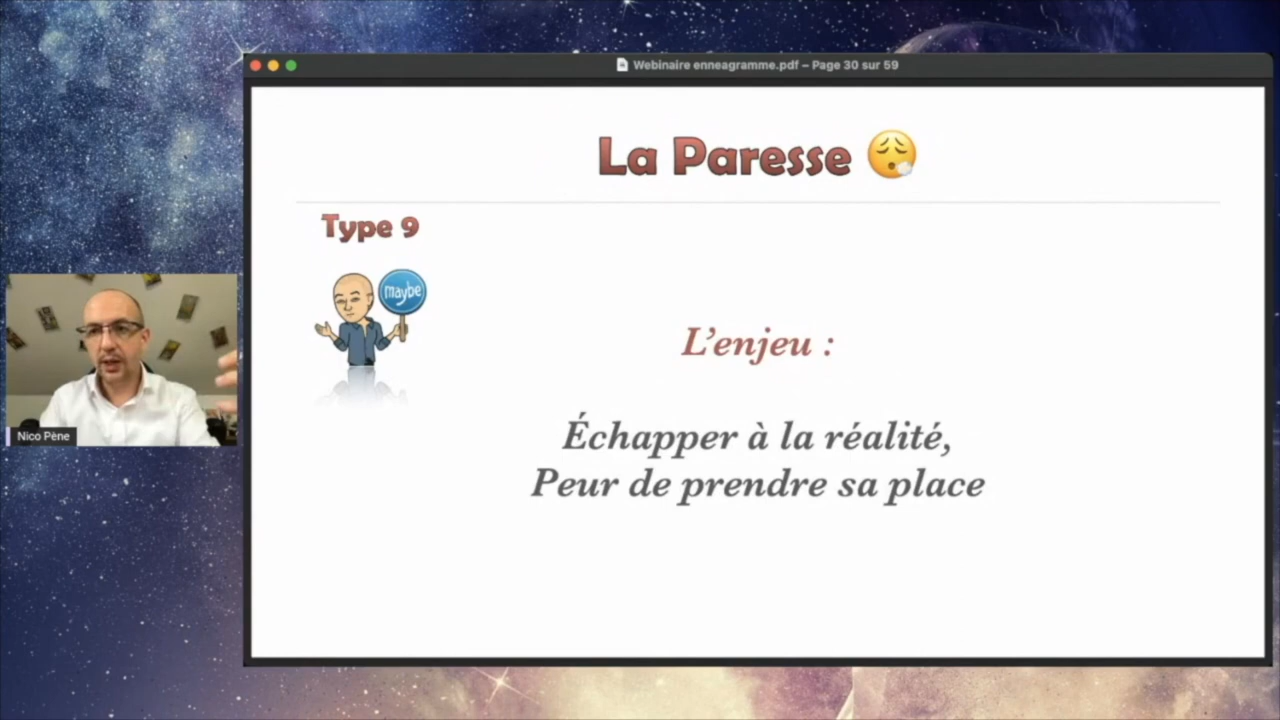 Webinaire enneagramme.pdf – Page 30 sur 59
La Paresse
Type 9
maybe
L’enjeu :
Échapper à la réalité,
Peur de prendre sa place
Nico Pène